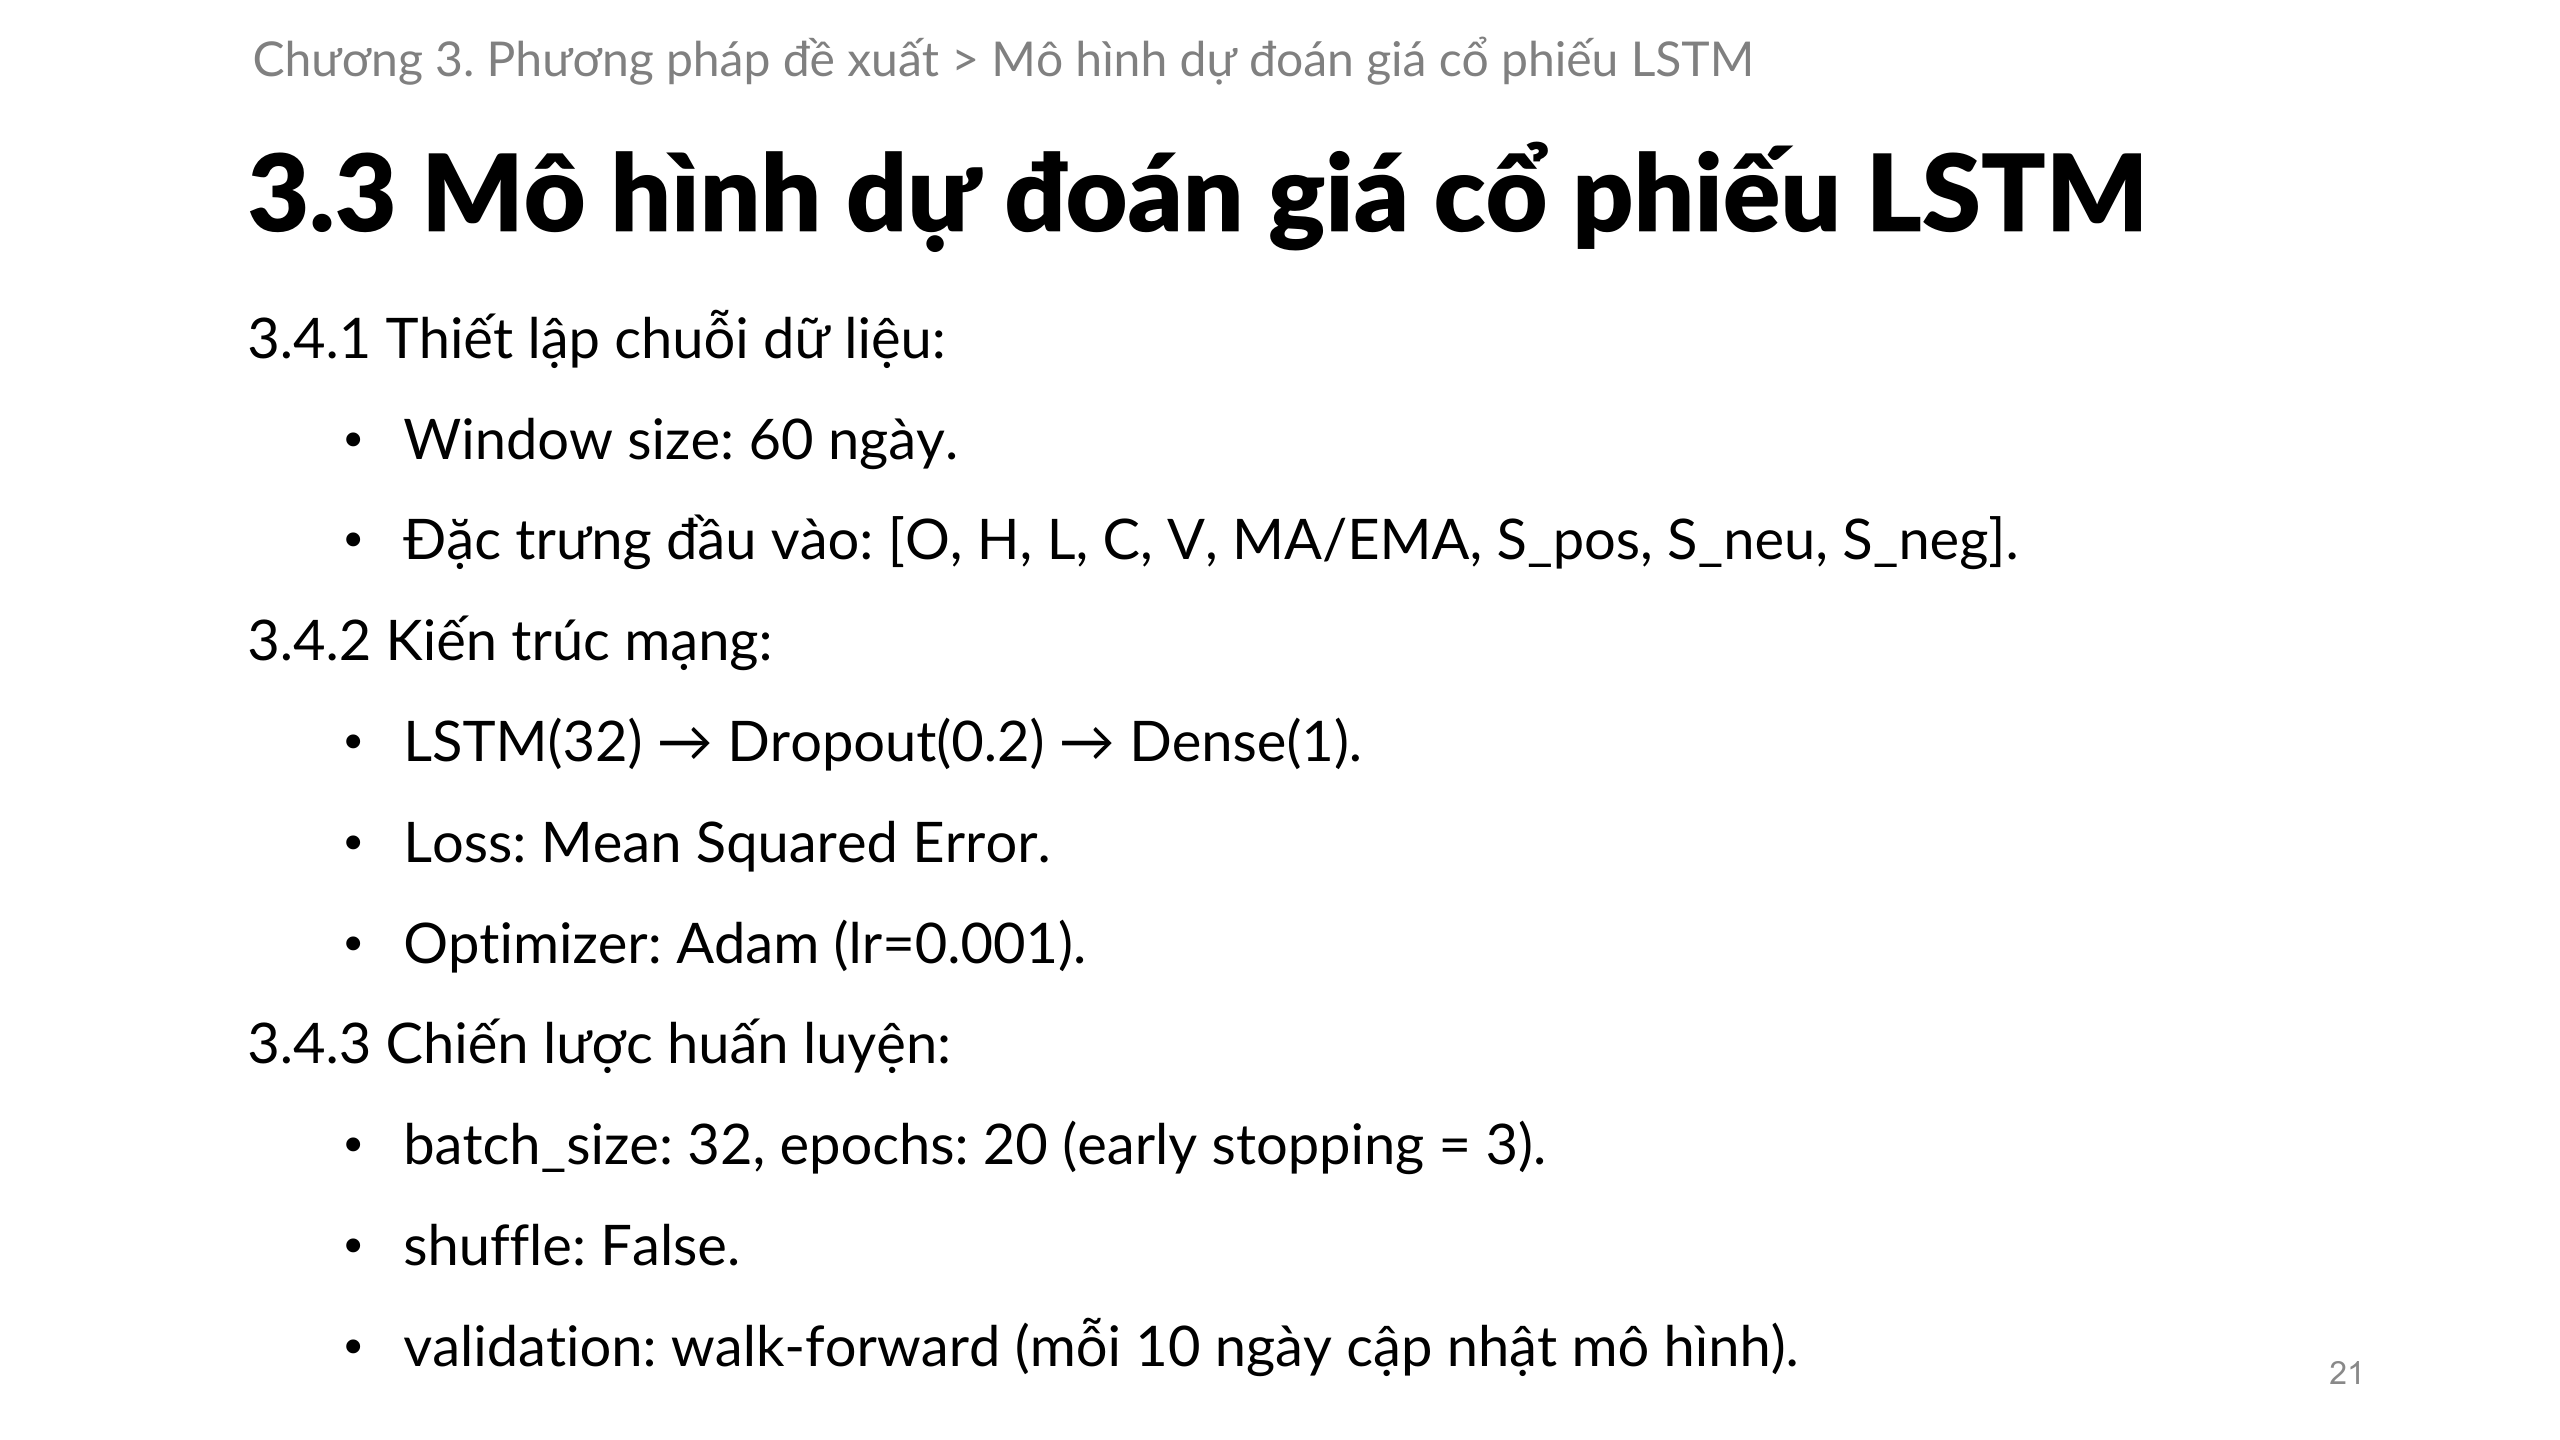 Chương 3. Phương pháp đề xuất > Mô hình dự đoán giá cổ phiếu LSTM
3.3 Mô hình dự đoán giá cổ phiếu LSTM
3.4.1 Thiết lập chuỗi dữ liệu:
• Window size: 60 ngày.
• Đặc trưng đầu vào: [O, H, L, C, V, MA/EMA, S_pos, S_neu, S_neg].
3.4.2 Kiến trúc mạng:
• LSTM(32) → Dropout(0.2) → Dense(1).
• Loss: Mean Squared Error.
• Optimizer: Adam (lr=0.001).
3.4.3 Chiến lược huấn luyện:
• batch_size: 32, epochs: 20 (early stopping = 3).
• shuffle: False.
• validation: walk-forward (mỗi 10 ngày cập nhật mô hình).
21